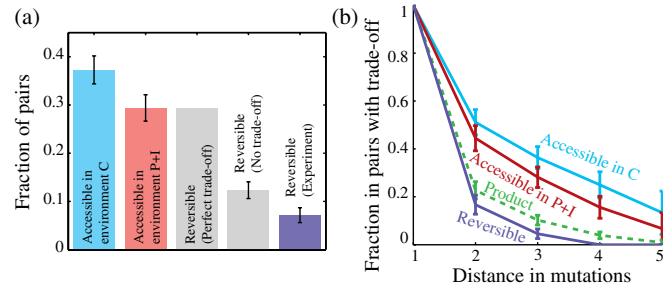 (a)
Fraction of pairs
0.4
0.3
0.2
0.1
0
Accessible in
environment C
Accessible in
environment P+I
Reversible
(Perfect trade-off)
Reversible
(No trade-off)
Reversible
(Experiment)
(b)
Fraction in pairs with trade-off
1
0.8
0.6
0.4
0.2
0
Accessible in C
Accessible in P+I
Product
Reversible
1
2
3
4
5
Distance in mutations